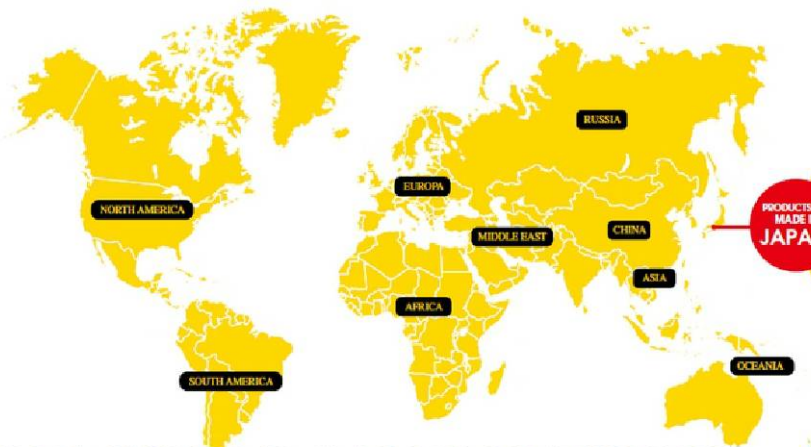 RUSSIA
EUROPA
NORTH AMERICA
MIDDLE EAST
CHINA
PRODUCTS
MADE
JAPA
ASIA
AFRICA
OCEANIA
SOUTH AMERICA